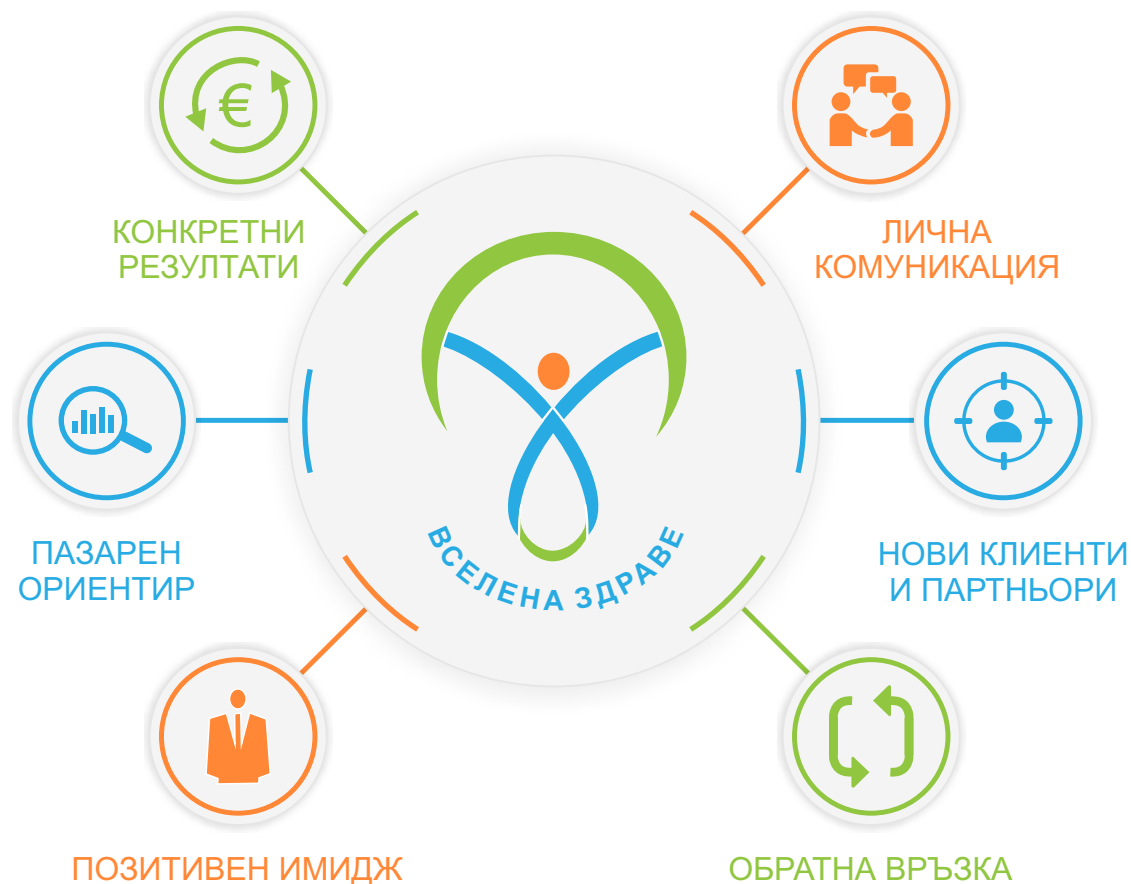 €
КОНКРЕТНИ
РЕЗУЛТАТИ
ЛИЧНА
КОМУНИКАЦИЯ
ПАЗАРЕН
ОРИЕНТИР
ВСЕЛЕНА ЗДРАВЕ
НОВИ КЛИЕНТИ
И ПАРТНЬОРИ
ПОЗИТИВЕН ИМИДЖ
ОБРАТНА ВРЪЗКА